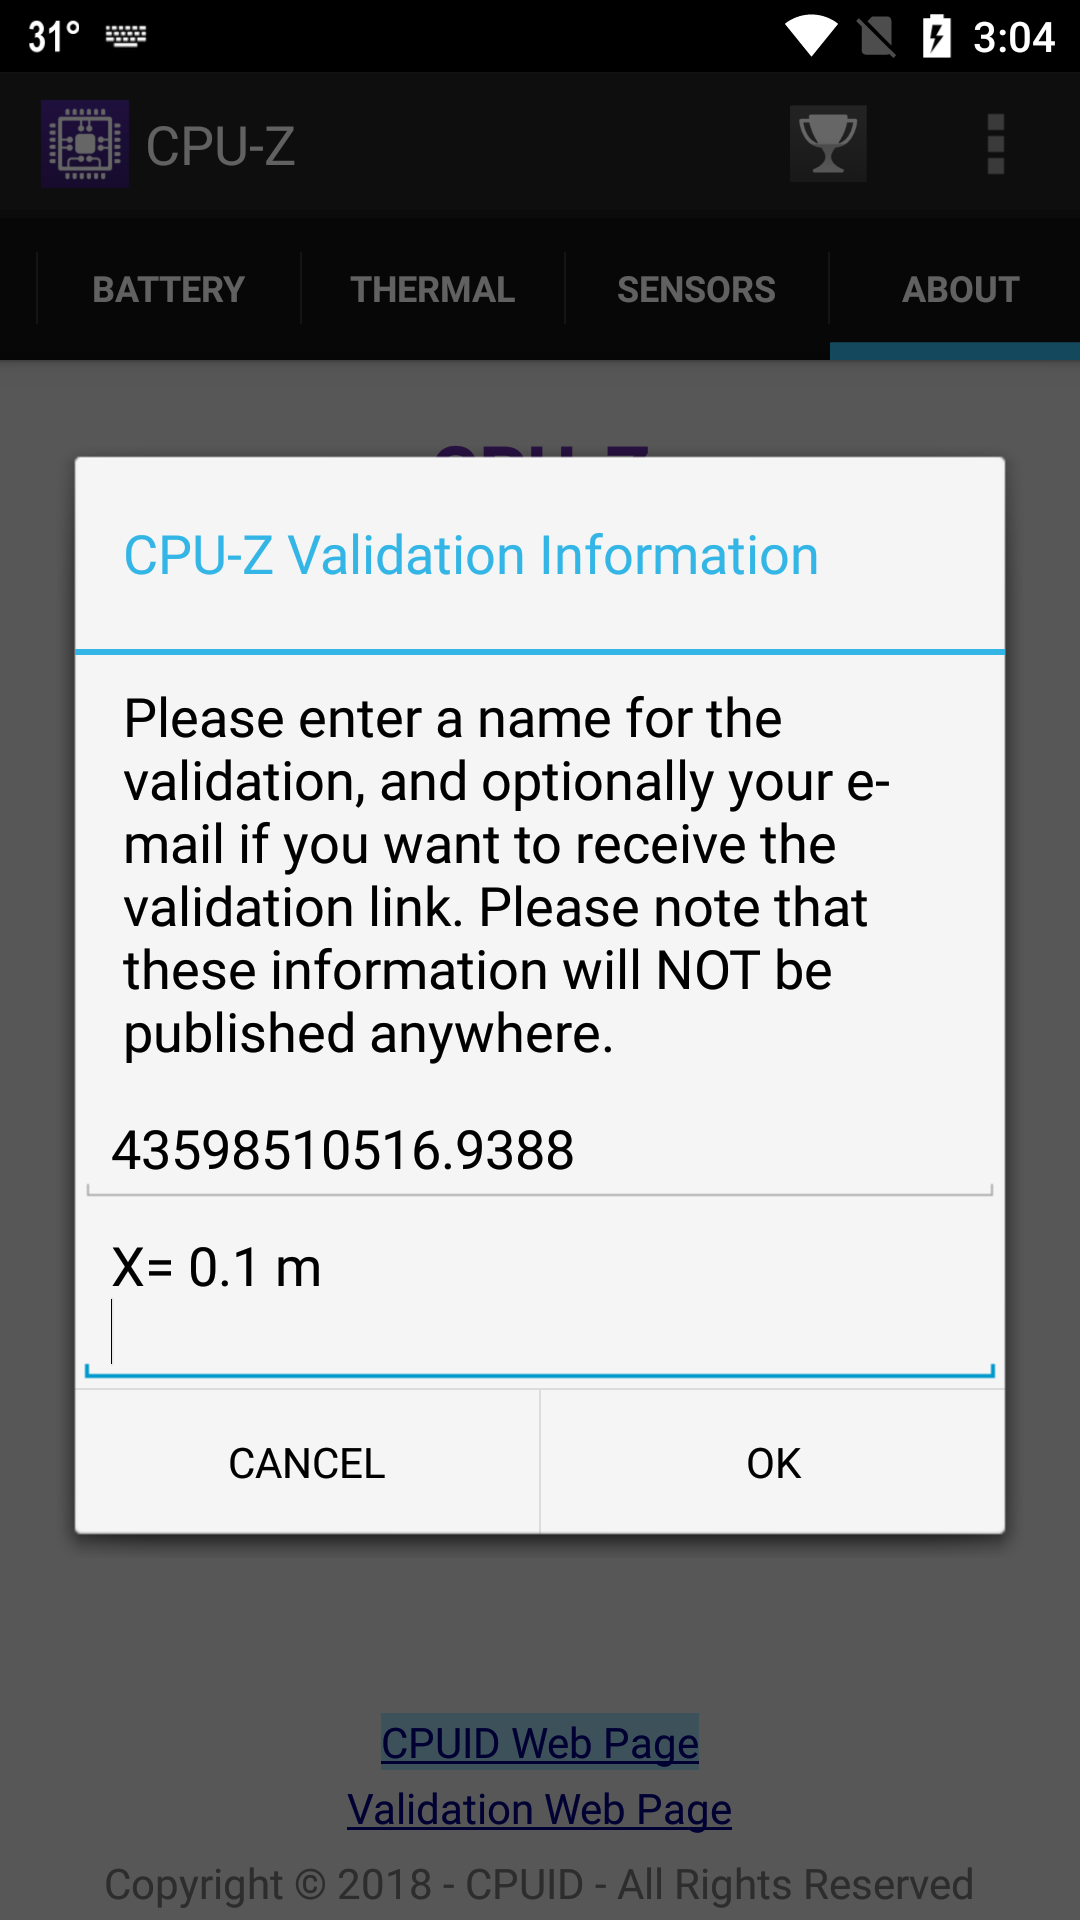 31° 3:04
CPU-Z
BATTERY THERMAL SENSORS ABOUT
CPU-Z
CPU-Z Validation Information
Please enter a name for the
validation, and optionally your e-
mail if you want to receive the
validation link. Please note that
these information will NOT be
published anywhere.
43598510516.9388
X= 0.1 m
CANCEL OK
CPUID Web Page
Validation Web Page
Copyright © 2018 - CPUID - All Rights Reserved